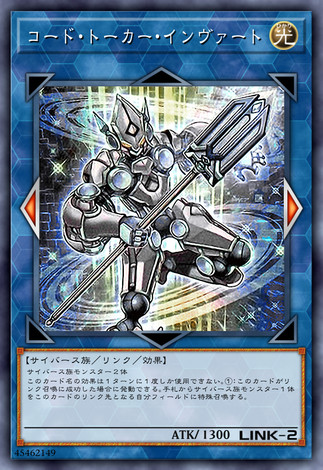 コード・トーカー・インヴァート
光
【サイバース族/リンク/効果】
サイバース族モンスター2体
このカード名の効果は1ターンに1度しか使用できない。①:このカードがリンク召喚に成功した場合に発動できる。手札からサイバース族モンスター1体をこのカードのリンク先となる自分フィールドに特殊召喚する。
ATK/1300 LINK-2
45462149